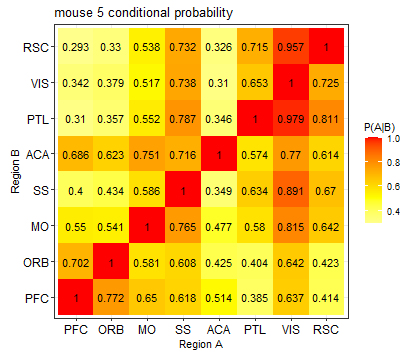 mouse 5 conditional probability
RSC 0.293 0.33 0.538 0.732 0.326 0.715 0.957 1
VIS 0.342 0.379 0.517 0.738 0.31 0.653 1 0.725
PTL 0.31 0.357 0.552 0.787 0.346 1 0.979 0.811
ACA 0.686 0.623 0.751 0.716 1 0.574 0.77 0.614
SS 0.4 0.434 0.586 1 0.349 0.634 0.891 0.67
MO 0.55 0.541 1 0.765 0.477 0.58 0.815 0.642
ORB 0.702 1 0.581 0.608 0.425 0.404 0.642 0.423
PFC 1 0.772 0.65 0.618 0.514 0.385 0.637 0.414
PFC ORB MO SS ACA PTL VIS RSC
Region A
Region B
P(A|B)
1.0
0.8
0.6
0.4